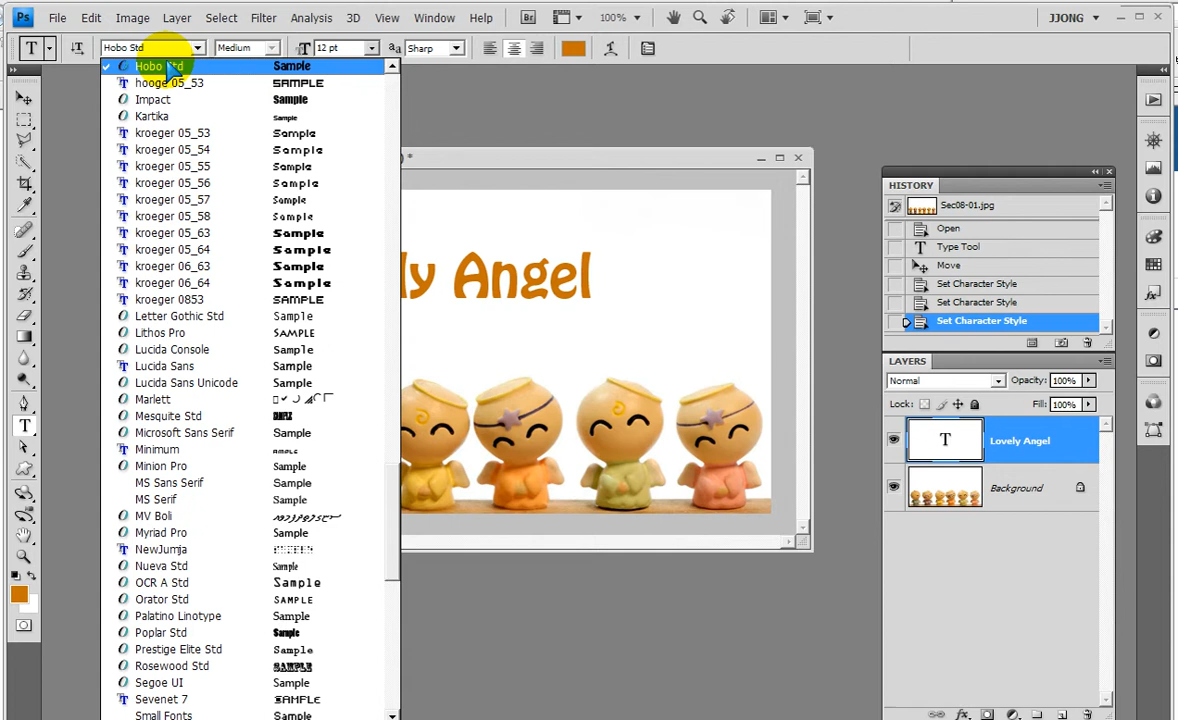 Ps File Edit Image Layer Select Filter Analysis 3D View Window Help Br 100% JJONG
T Hobo Std Medium 12 pt aa Sharp
Hobo Std Sample
hooge 05_53 SAMPLE
Impact Sample
Kartika Sample
kroeger 05_53 Sample
kroeger 05_54 Sample
kroeger 05_55 Sample
kroeger 05_56 Sample
kroeger 05_57 Sample
kroeger 05_58 Sample
kroeger 05_63 Sample
kroeger 05_64 Sample
kroeger 06_63 Sample
kroeger 06_64 Sample
kroeger 0853 SAMPLE
Letter Gothic Std Sample
Lithos Pro SAMPLE
Lucida Console Sample
Lucida Sans Sample
Lucida Sans Unicode Sample
Marlett
Mesquite Std SAMPLE
Microsoft Sans Serif Sample
Minimum SAMPLE
Minion Pro Sample
MS Sans Serif Sample
MS Serif Sample
MV Boli
Myriad Pro Sample
NewJumja
Nueva Std Sample
OCR A Std Sample
Orator Std SAMPLE
Palatino Linotype Sample
Poplar Std Sample
Prestige Elite Std Sample
Rosewood Std SAMPLE
Segoe UI Sample
Sevenet 7 SAMPLE
Small Fonts Sample
) *
ly Angel
HISTORY
Sec08-01.jpg
Open
T Type Tool
Move
Set Character Style
Set Character Style
Set Character Style
LAYERS
Normal Opacity: 100%
Lock: Fill: 100%
T Lovely Angel
Background